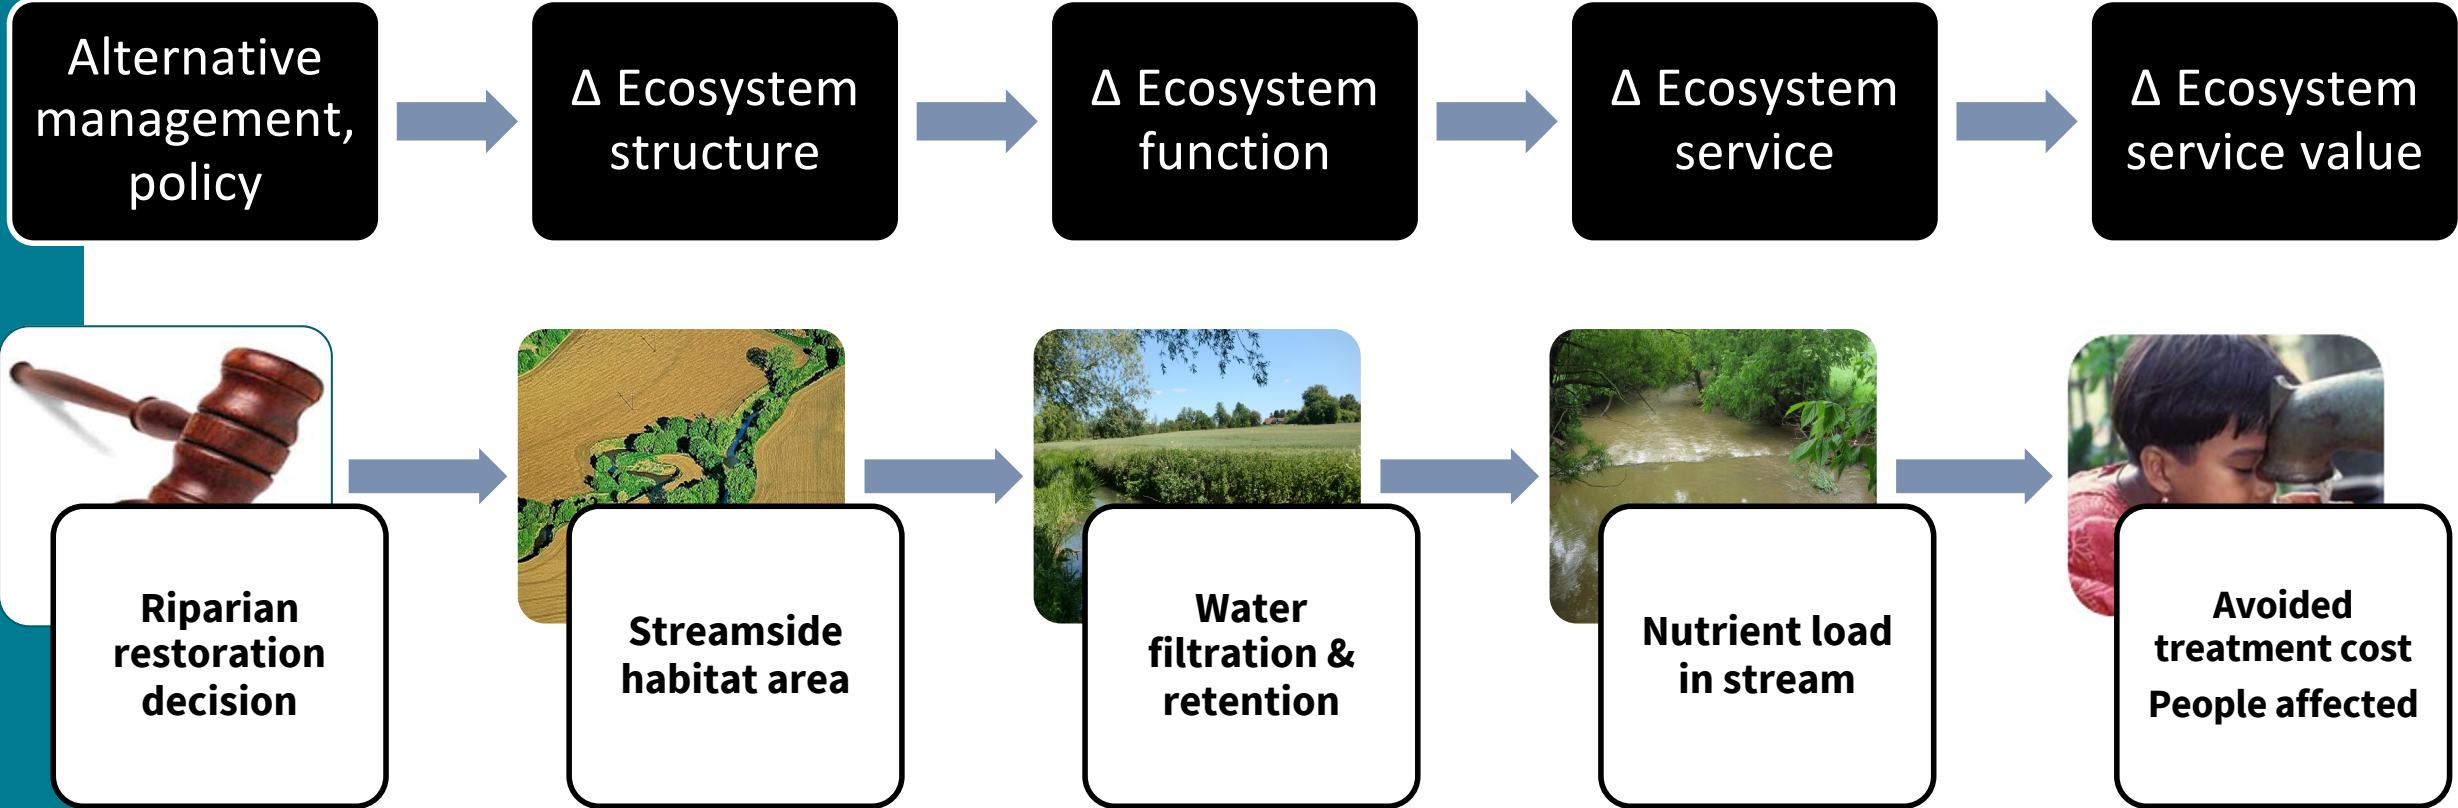 Alternative
management,
policy
Δ Ecosystem
structure
Δ Ecosystem
function
Δ Ecosystem
service
Δ Ecosystem
service value
Riparian
restoration
decision
Streamside
habitat area
Water
filtration &
retention
Nutrient load
in stream
Avoided
treatment cost
People affected